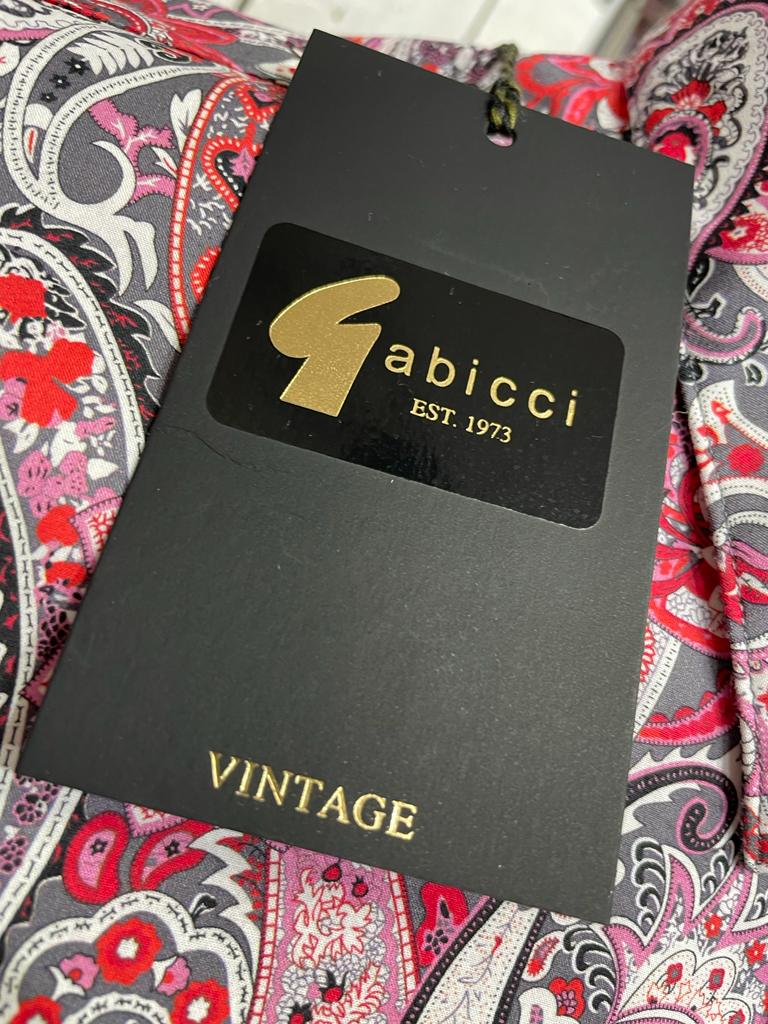 Gabicci
EST. 1973
VINTAGE